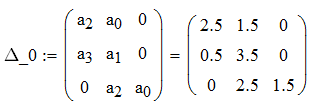 Δ_0 := ( a₂ a₀ 0 ) = ( 2.5 1.5 0 )
( a₃ a₁ 0 ) ( 0.5 3.5 0 )
( 0 a₂ a₀ ) ( 0 2.5 1.5 )